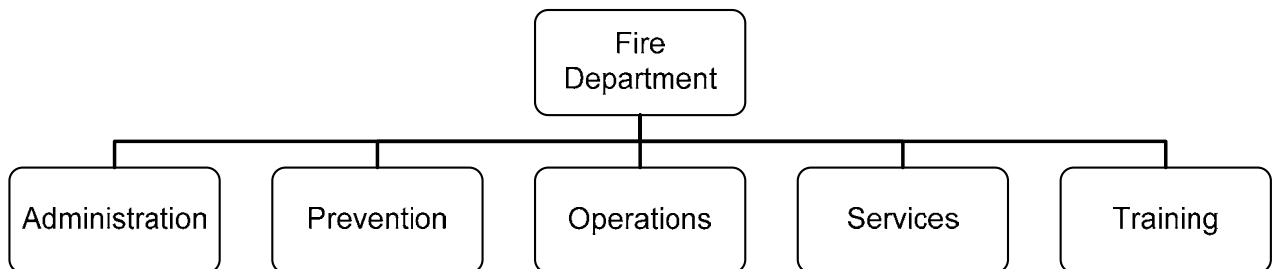 Fire
Department
Administration
Prevention
Operations
Services
Training